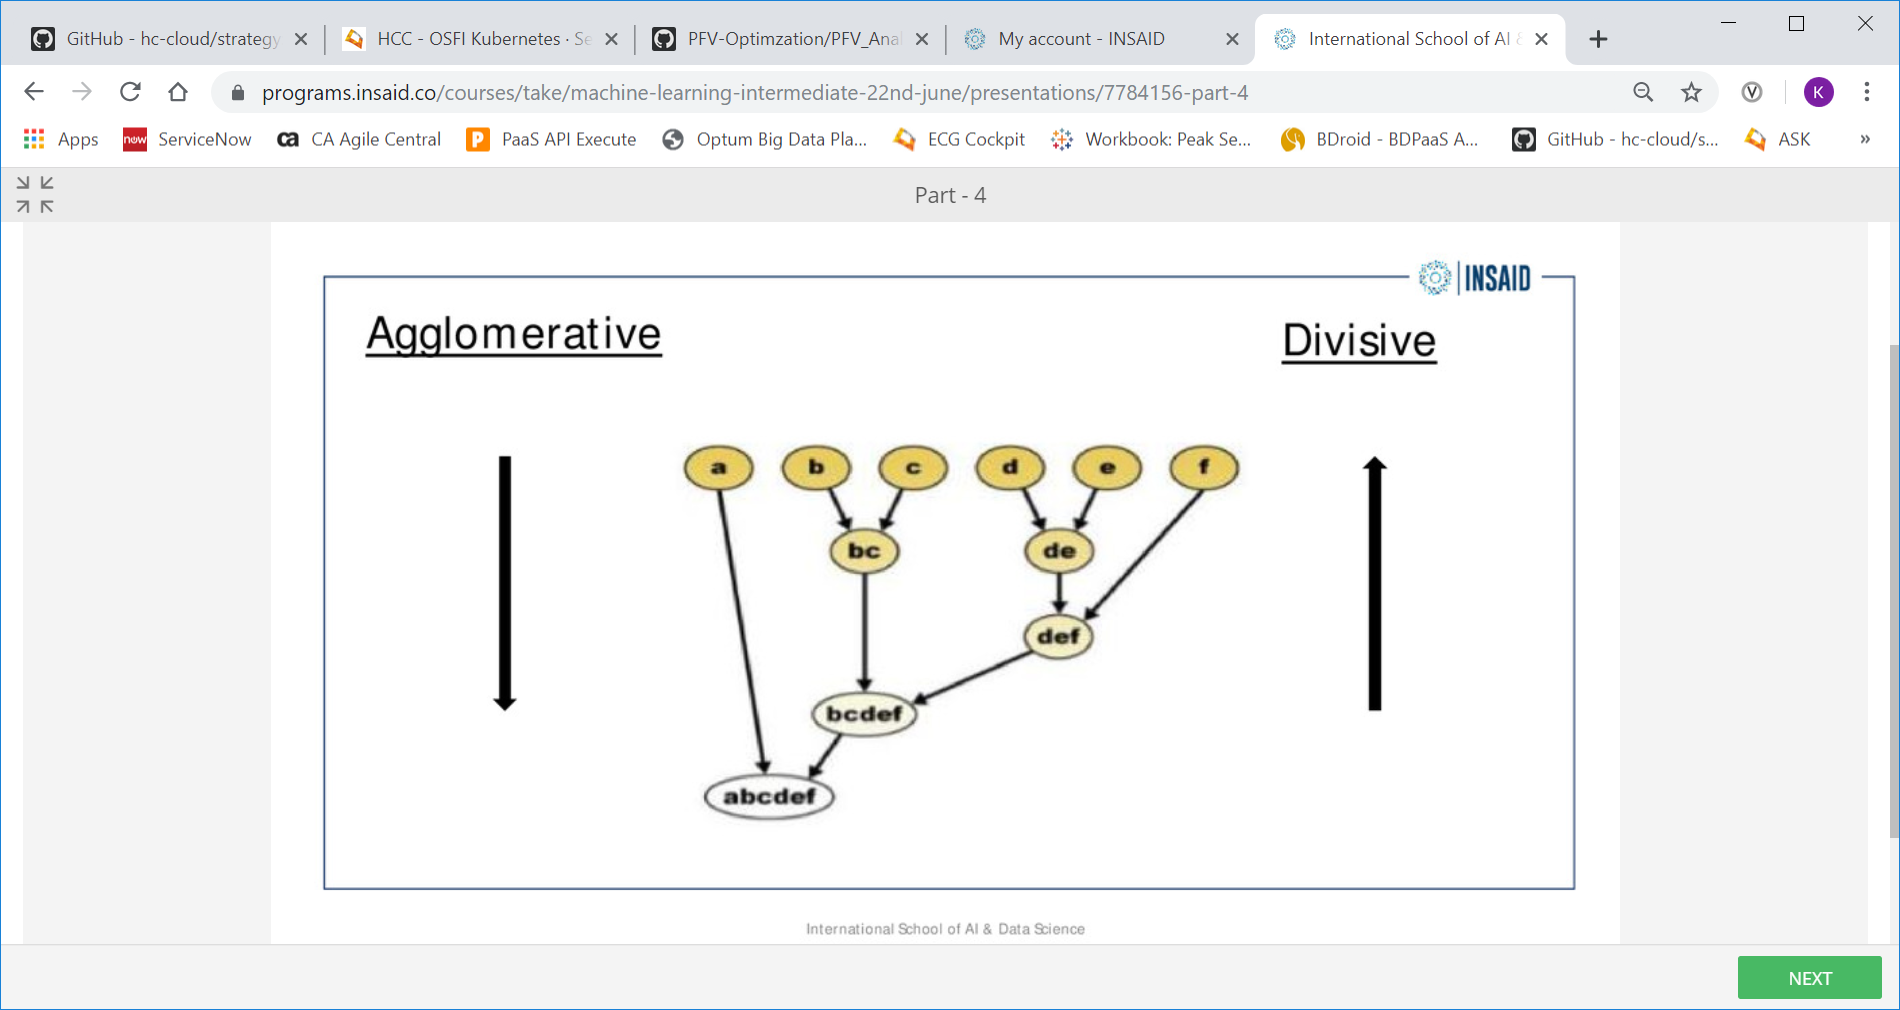 GitHub - hc-cloud/strategy
HCC - OSFI Kubernetes · Se
PFV-Optimzation/PFV_Anal
My account - INSAID
International School of AI &
programs.insaid.co/courses/take/machine-learning-intermediate-22nd-june/presentations/7784156-part-4
K
Apps
now ServiceNow
ca CA Agile Central
P PaaS API Execute
Optum Big Data Pla...
ECG Cockpit
Workbook: Peak Se...
BDroid - BDPaaS A...
GitHub - hc-cloud/s...
ASK
»
Part - 4
INSAID
Agglomerative
Divisive
a b c d e f
bc de
def
bcdef
abcdef
International School of AI & Data Science
NEXT